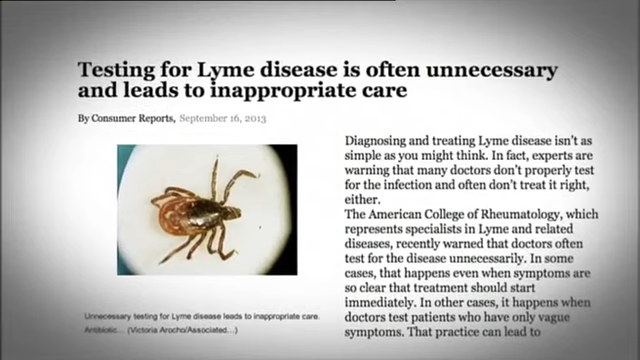 Testing for Lyme disease is often unnecessary
and leads to inappropriate care
By Consumer Reports, September 16, 2013
Diagnosing and treating Lyme disease isn't as
simple as you might think. In fact, experts are
warning that many doctors don't properly test
for the infection and often don't treat it right,
either.
The American College of Rheumatology, which
represents specialists in Lyme and related
diseases, recently warned that doctors often
test for the disease unnecessarily. In some
cases, that happens even when symptoms are
so clear that treatment should start
immediately. In other cases, it happens when
doctors test patients who have only vague
symptoms. That practice can lead to
Unnecessary testing for Lyme disease leads to inappropriate care.
Antibiotic... (Victoria Arocho/Associated...)